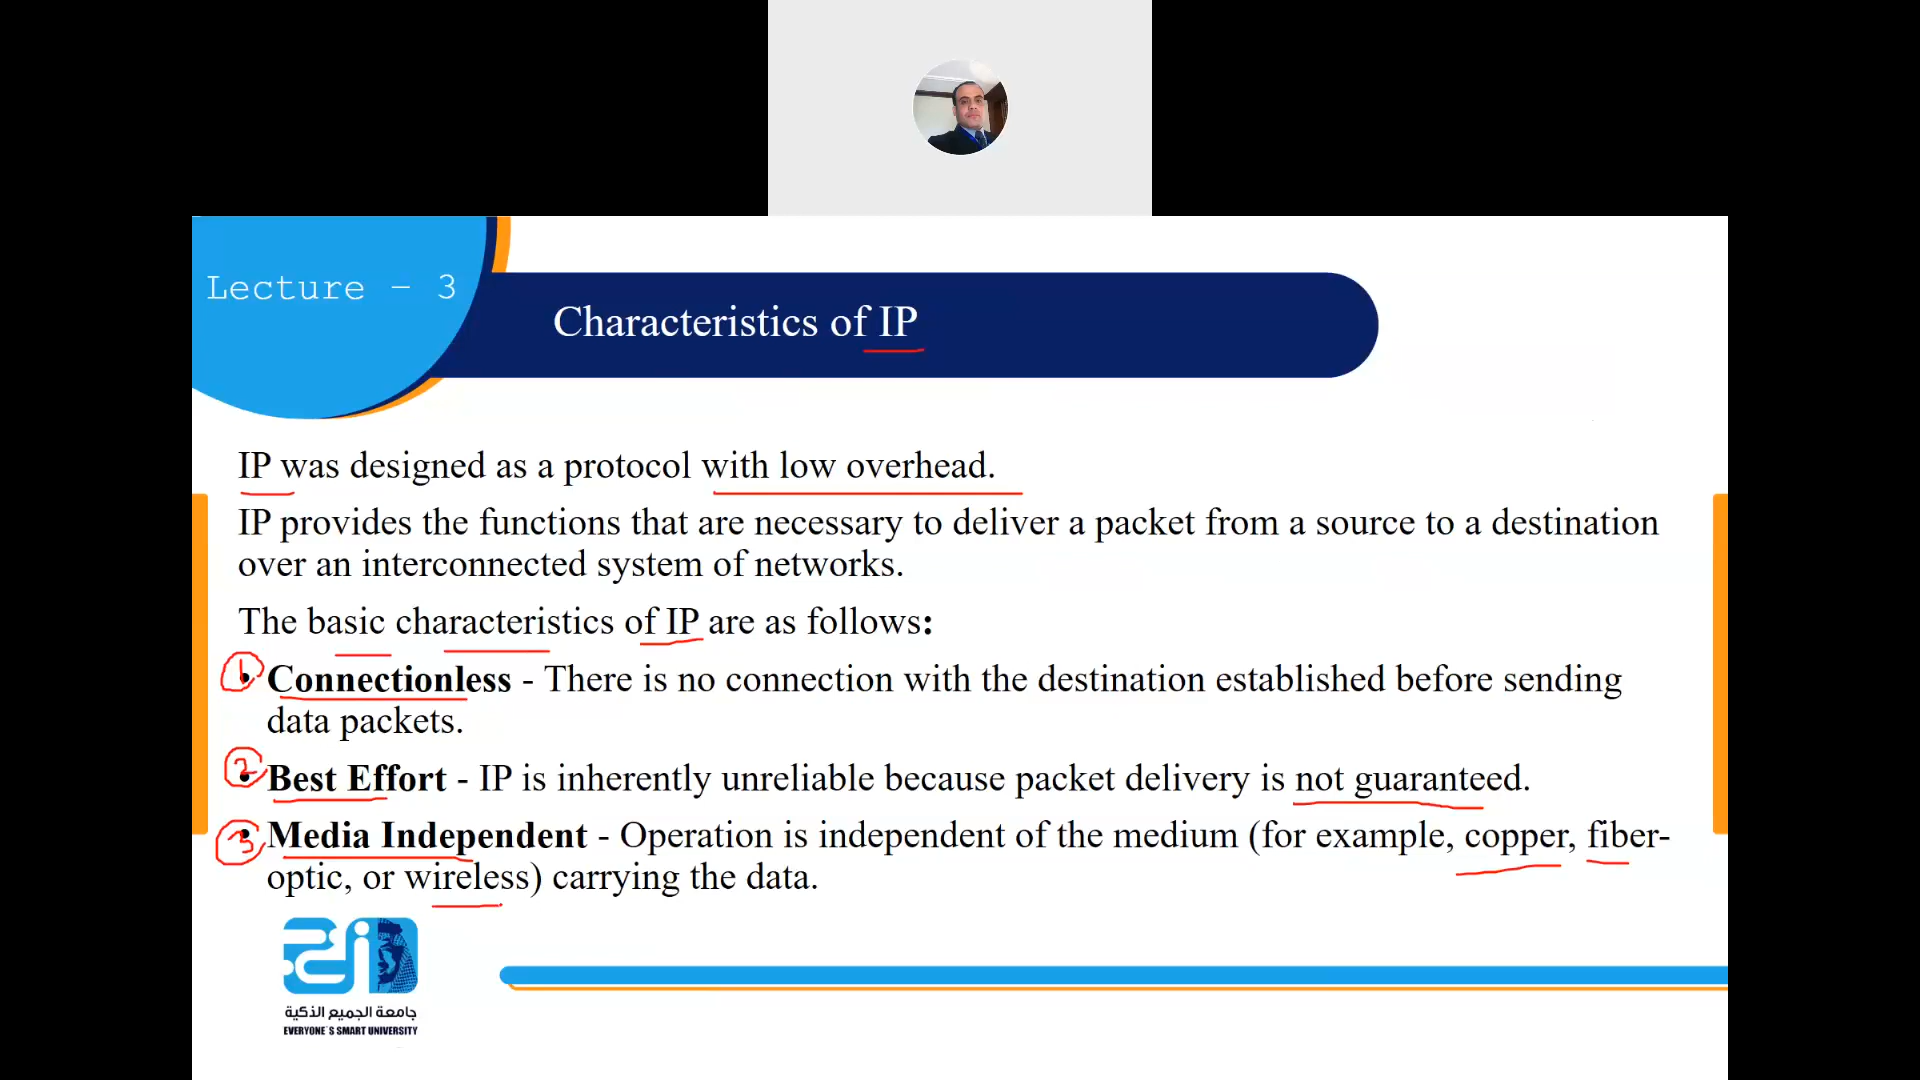 Lecture - 3
Characteristics of IP
IP was designed as a protocol with low overhead.
IP provides the functions that are necessary to deliver a packet from a source to a destination
over an interconnected system of networks.
The basic characteristics of IP are as follows:
1 • Connectionless - There is no connection with the destination established before sending
data packets.
2 • Best Effort - IP is inherently unreliable because packet delivery is not guaranteed.
3 • Media Independent - Operation is independent of the medium (for example, copper, fiber-
optic, or wireless) carrying the data.
جامعة الجميع الذكية
EVERYONE`S SMART UNIVERSITY